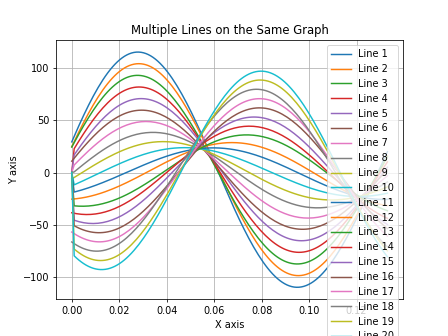 Multiple Lines on the Same Graph
Y axis
100
50
0
−50
−100
0.00
0.02
0.04
0.06
0.08
0.10
X axis
Line 1
Line 2
Line 3
Line 4
Line 5
Line 6
Line 7
Line 8
Line 9
Line 10
Line 11
Line 12
Line 13
Line 14
Line 15
Line 16
Line 17
Line 18
Line 19
Line 20